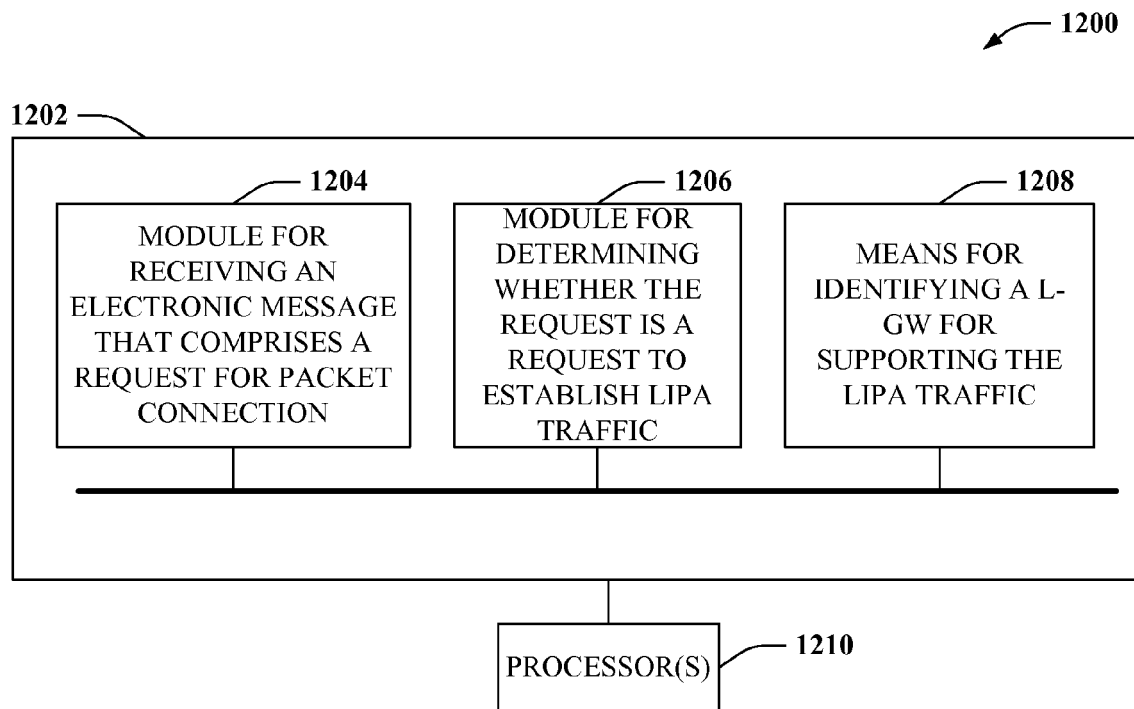 1200
1202
1204
1206
1208
MODULE FOR
RECEIVING AN
ELECTRONIC MESSAGE
THAT COMPRISES A
REQUEST FOR PACKET
CONNECTION
MODULE FOR
DETERMINING
WHETHER THE
REQUEST IS A
REQUEST TO
ESTABLISH LIPA
TRAFFIC
MEANS FOR
IDENTIFYING A L-
GW FOR
SUPPORTING THE
LIPA TRAFFIC
PROCESSOR(S)
1210